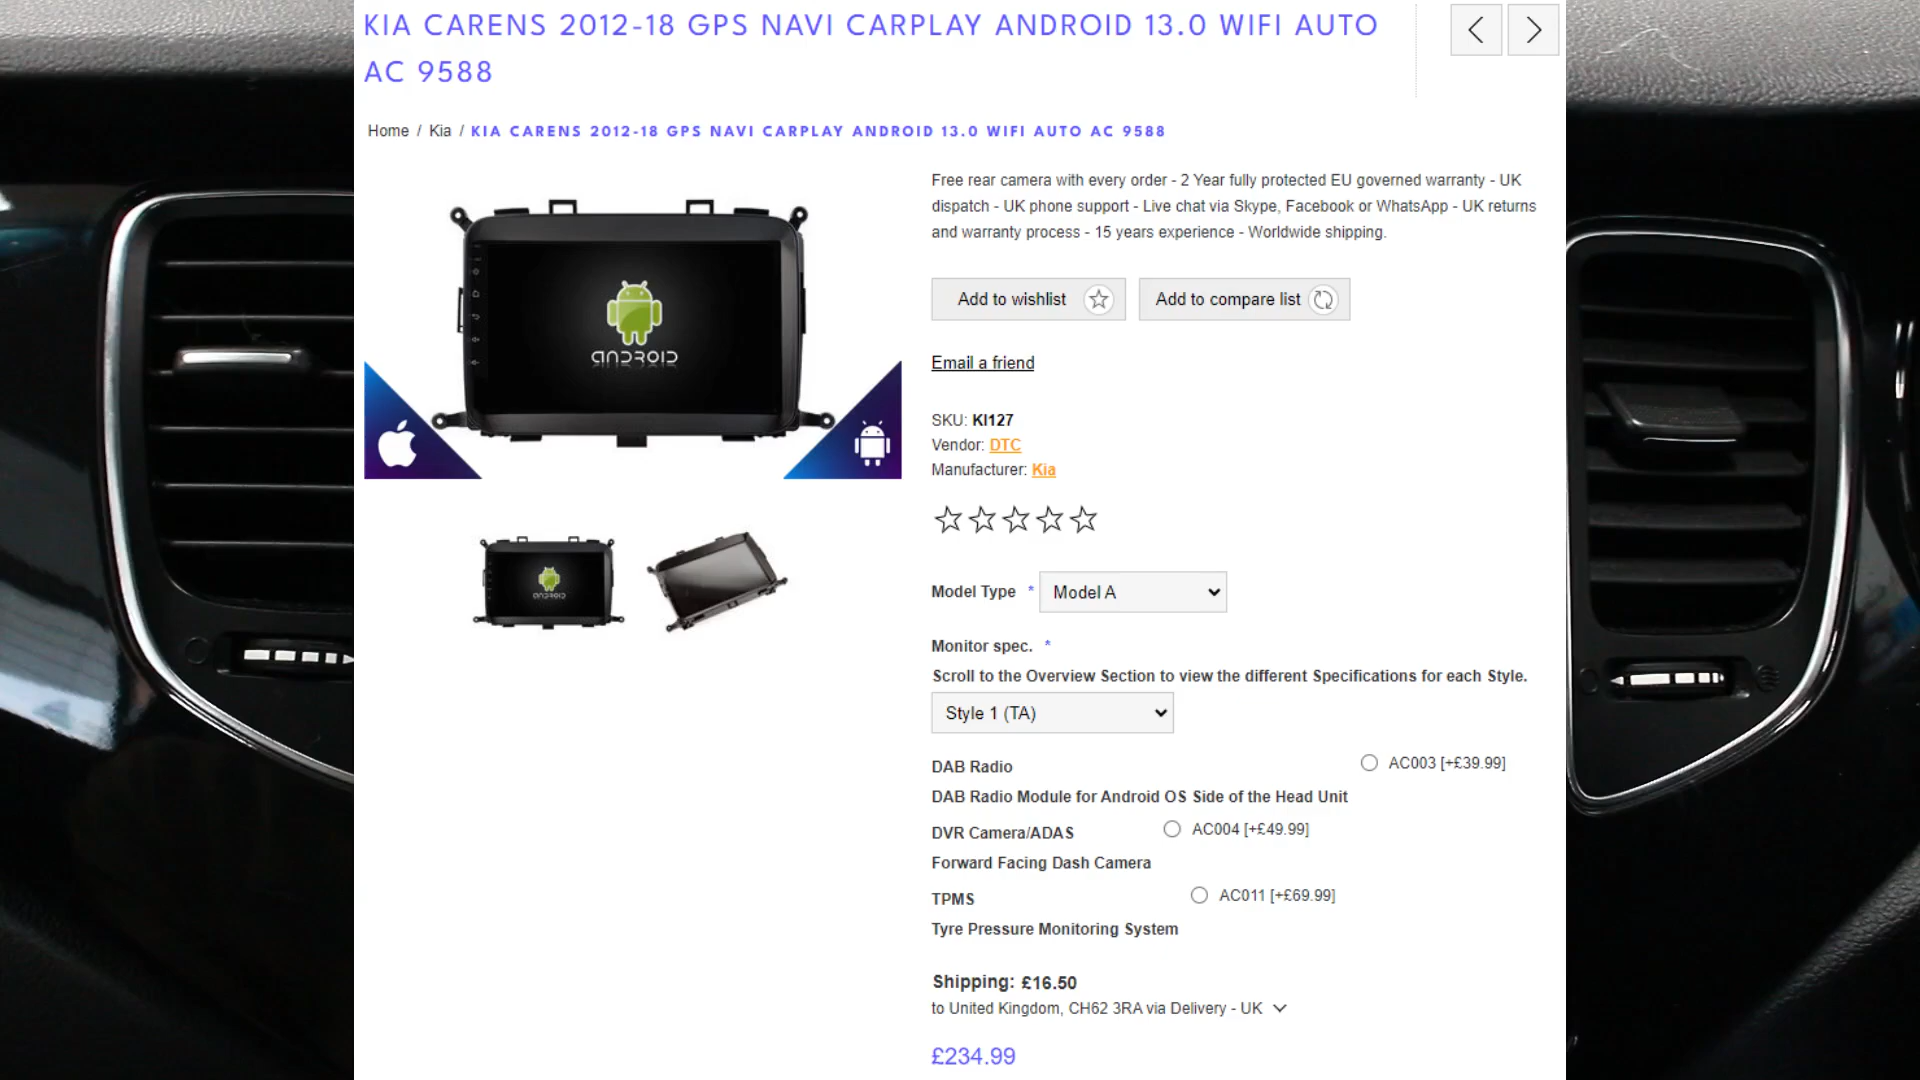 KIA CARENS 2012-18 GPS NAVI CARPLAY ANDROID 13.0 WIFI AUTO
AC 9588
Home / Kia / KIA CARENS 2012-18 GPS NAVI CARPLAY ANDROID 13.0 WIFI AUTO AC 9588
Free rear camera with every order - 2 Year fully protected EU governed warranty - UK
dispatch - UK phone support - Live chat via Skype, Facebook or WhatsApp - UK returns
and warranty process - 15 years experience - Worldwide shipping.
Add to wishlist
Add to compare list
Email a friend
ANDROID
SKU: KI127
Vendor: DTC
Manufacturer: Kia
ANDROID
Model Type * Model A
Monitor spec. *
Scroll to the Overview Section to view the different Specifications for each Style.
Style 1 (TA)
DAB Radio AC003 [+£39.99]
DAB Radio Module for Android OS Side of the Head Unit
DVR Camera/ADAS AC004 [+£49.99]
Forward Facing Dash Camera
TPMS AC011 [+£69.99]
Tyre Pressure Monitoring System
Shipping: £16.50
to United Kingdom, CH62 3RA via Delivery - UK
£234.99